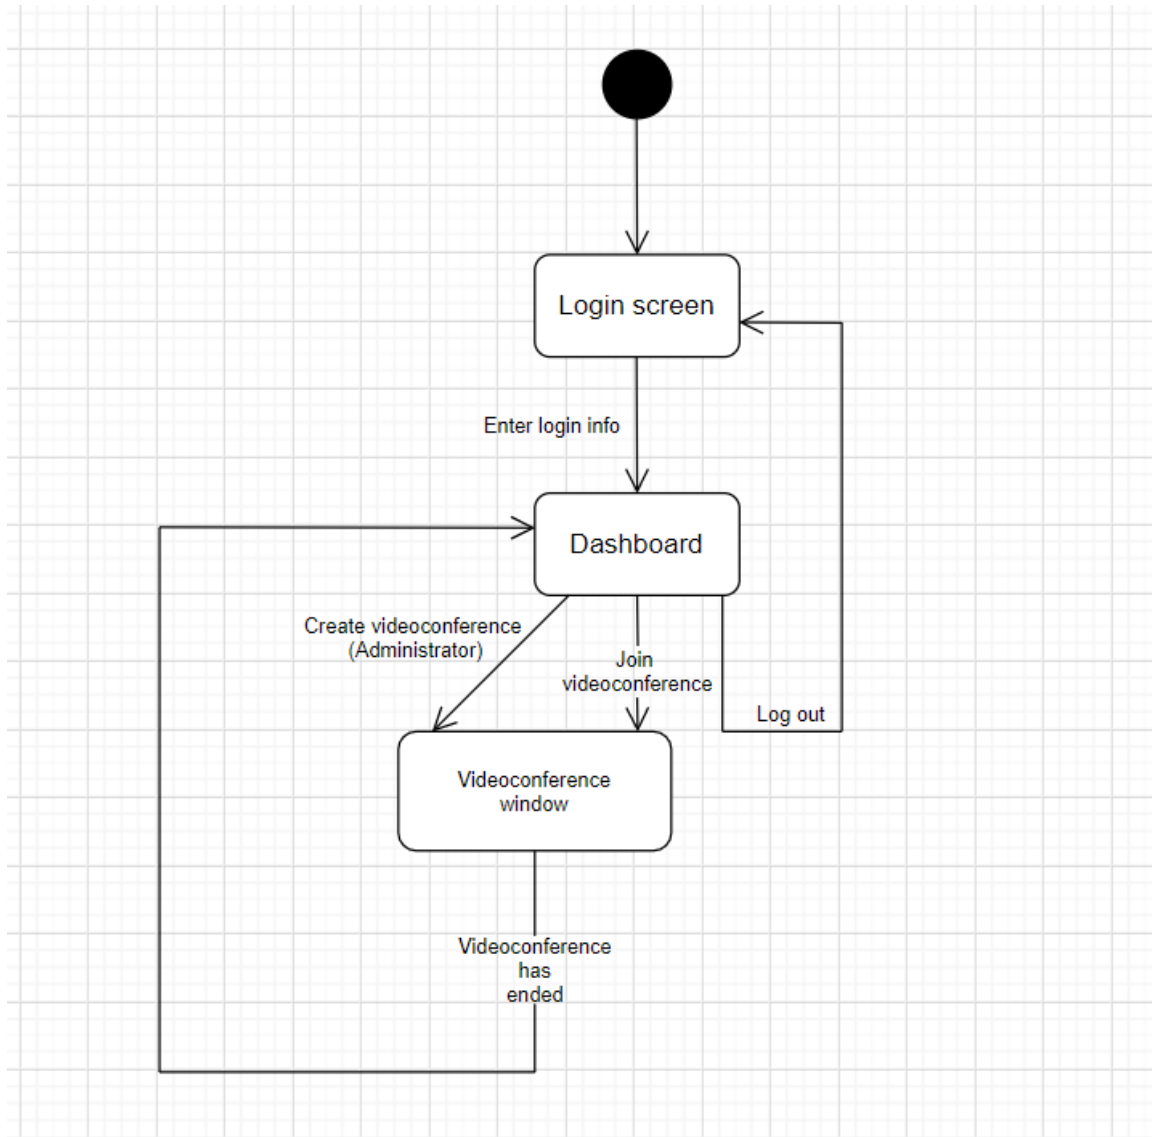 Login screen
Enter login info
Dashboard
Create videoconference
(Administrator)
Join
videoconference
Log out
Videoconference
window
Videoconference
has
ended